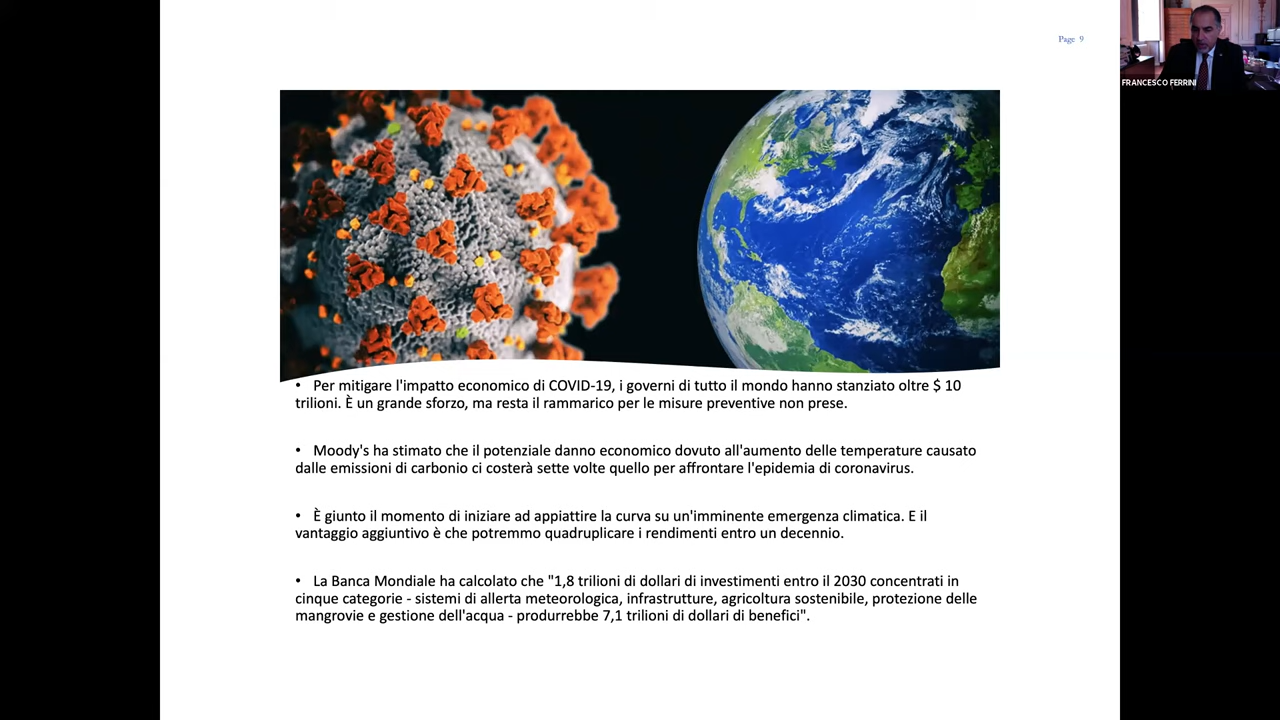 Page 9
FRANCESCO FERRINI
• Per mitigare l'impatto economico di COVID-19, i governi di tutto il mondo hanno stanziato oltre $ 10
trilioni. È un grande sforzo, ma resta il rammarico per le misure preventive non prese.
• Moody's ha stimato che il potenziale danno economico dovuto all'aumento delle temperature causato
dalle emissioni di carbonio ci costerà sette volte quello per affrontare l'epidemia di coronavirus.
• È giunto il momento di iniziare ad appiattire la curva su un'imminente emergenza climatica. E il
vantaggio aggiuntivo è che potremmo quadruplicare i rendimenti entro un decennio.
• La Banca Mondiale ha calcolato che "1,8 trilioni di dollari di investimenti entro il 2030 concentrati in
cinque categorie - sistemi di allerta meteorologica, infrastrutture, agricoltura sostenibile, protezione delle
mangrovie e gestione dell'acqua - produrrebbe 7,1 trilioni di dollari di benefici".